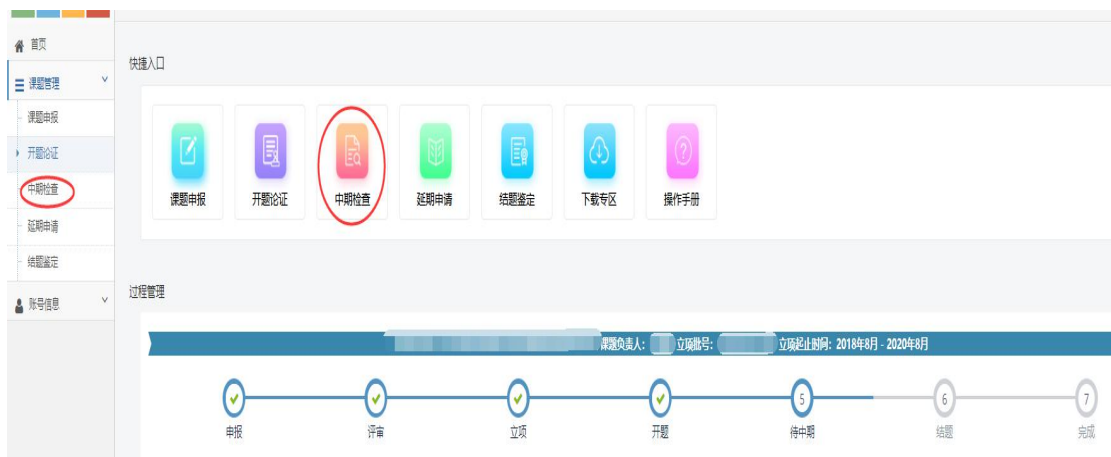 首页
课题管理
课题申报
开题论证
中期检查
延期申请
结题鉴定
账号信息
快捷入口
课题申报 开题论证 中期检查 延期申请 结题鉴定 下载专区 操作手册
过程管理
课题负责人： 立项批号： 立项起止时间：2018年8月 - 2020年8月
5 6 7
申报 评审 立项 开题 待中期 结题 完成